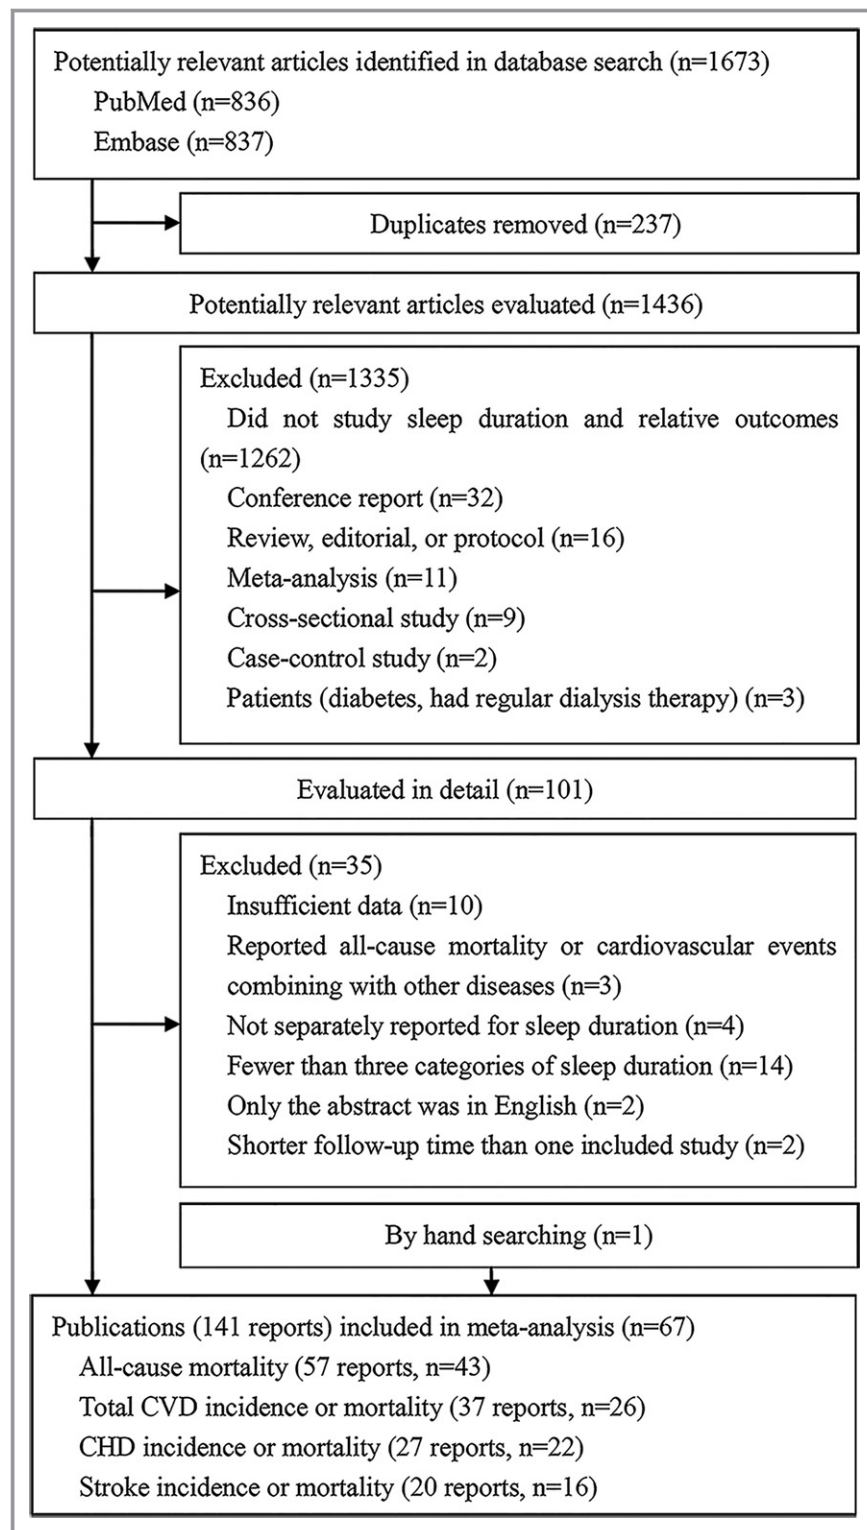 Potentially relevant articles identified in database search (n=1673)
PubMed (n=836)
Embase (n=837)
Duplicates removed (n=237)
Potentially relevant articles evaluated (n=1436)
Excluded (n=1335)
Did not study sleep duration and relative outcomes
(n=1262)
Conference report (n=32)
Review, editorial, or protocol (n=16)
Meta-analysis (n=11)
Cross-sectional study (n=9)
Case-control study (n=2)
Patients (diabetes, had regular dialysis therapy) (n=3)
Evaluated in detail (n=101)
Excluded (n=35)
Insufficient data (n=10)
Reported all-cause mortality or cardiovascular events
combining with other diseases (n=3)
Not separately reported for sleep duration (n=4)
Fewer than three categories of sleep duration (n=14)
Only the abstract was in English (n=2)
Shorter follow-up time than one included study (n=2)
By hand searching (n=1)
Publications (141 reports) included in meta-analysis (n=67)
All-cause mortality (57 reports, n=43)
Total CVD incidence or mortality (37 reports, n=26)
CHD incidence or mortality (27 reports, n=22)
Stroke incidence or mortality (20 reports, n=16)